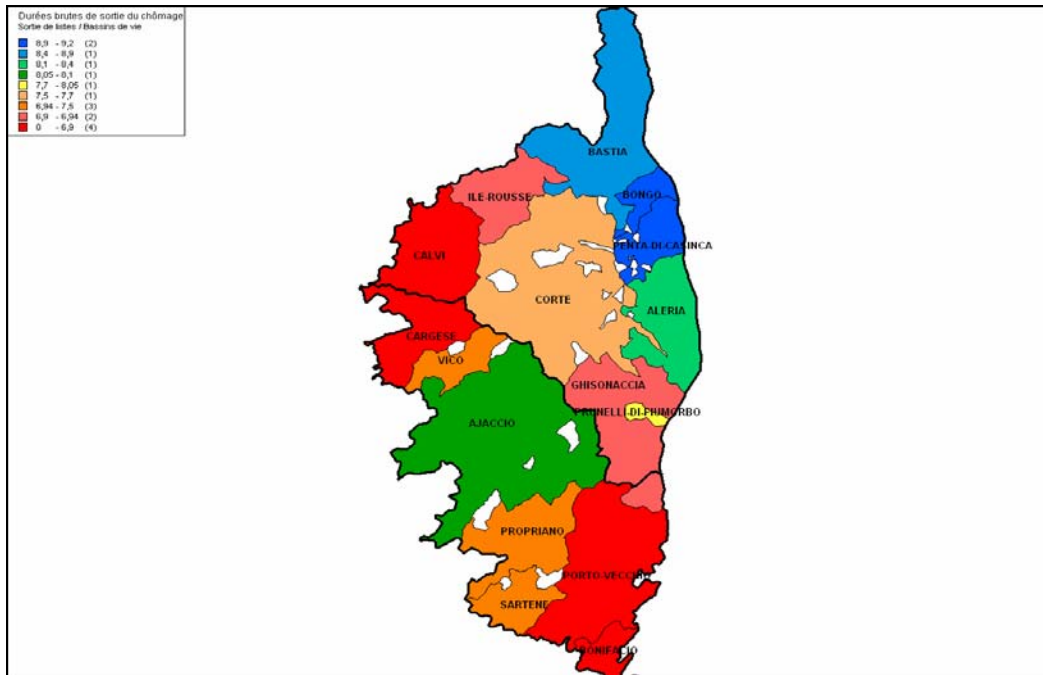 Durées brutes de sortie du chômage
Sortie de listes / Bassins de vie
8,9 - 9,2 (2)
8,4 - 8,9 (1)
8,1 - 8,4 (1)
8,05 - 8,1 (1)
7,7 - 8,05 (1)
7,5 - 7,7 (1)
6,94 - 7,5 (3)
6,9 - 6,94 (2)
0 - 6,9 (4)
BASTIA
ILE-ROUSSE
BONGO
PENTA-DI-CASINCA
CALVI
CORTE
ALERIA
CARGESE
VICO
GHISONACCIA
PRUNELLI-DI-FIUMORBO
AJACCIO
PROPRIANO
PORTO-VECCHIO
SARTENE
BONIFACIO